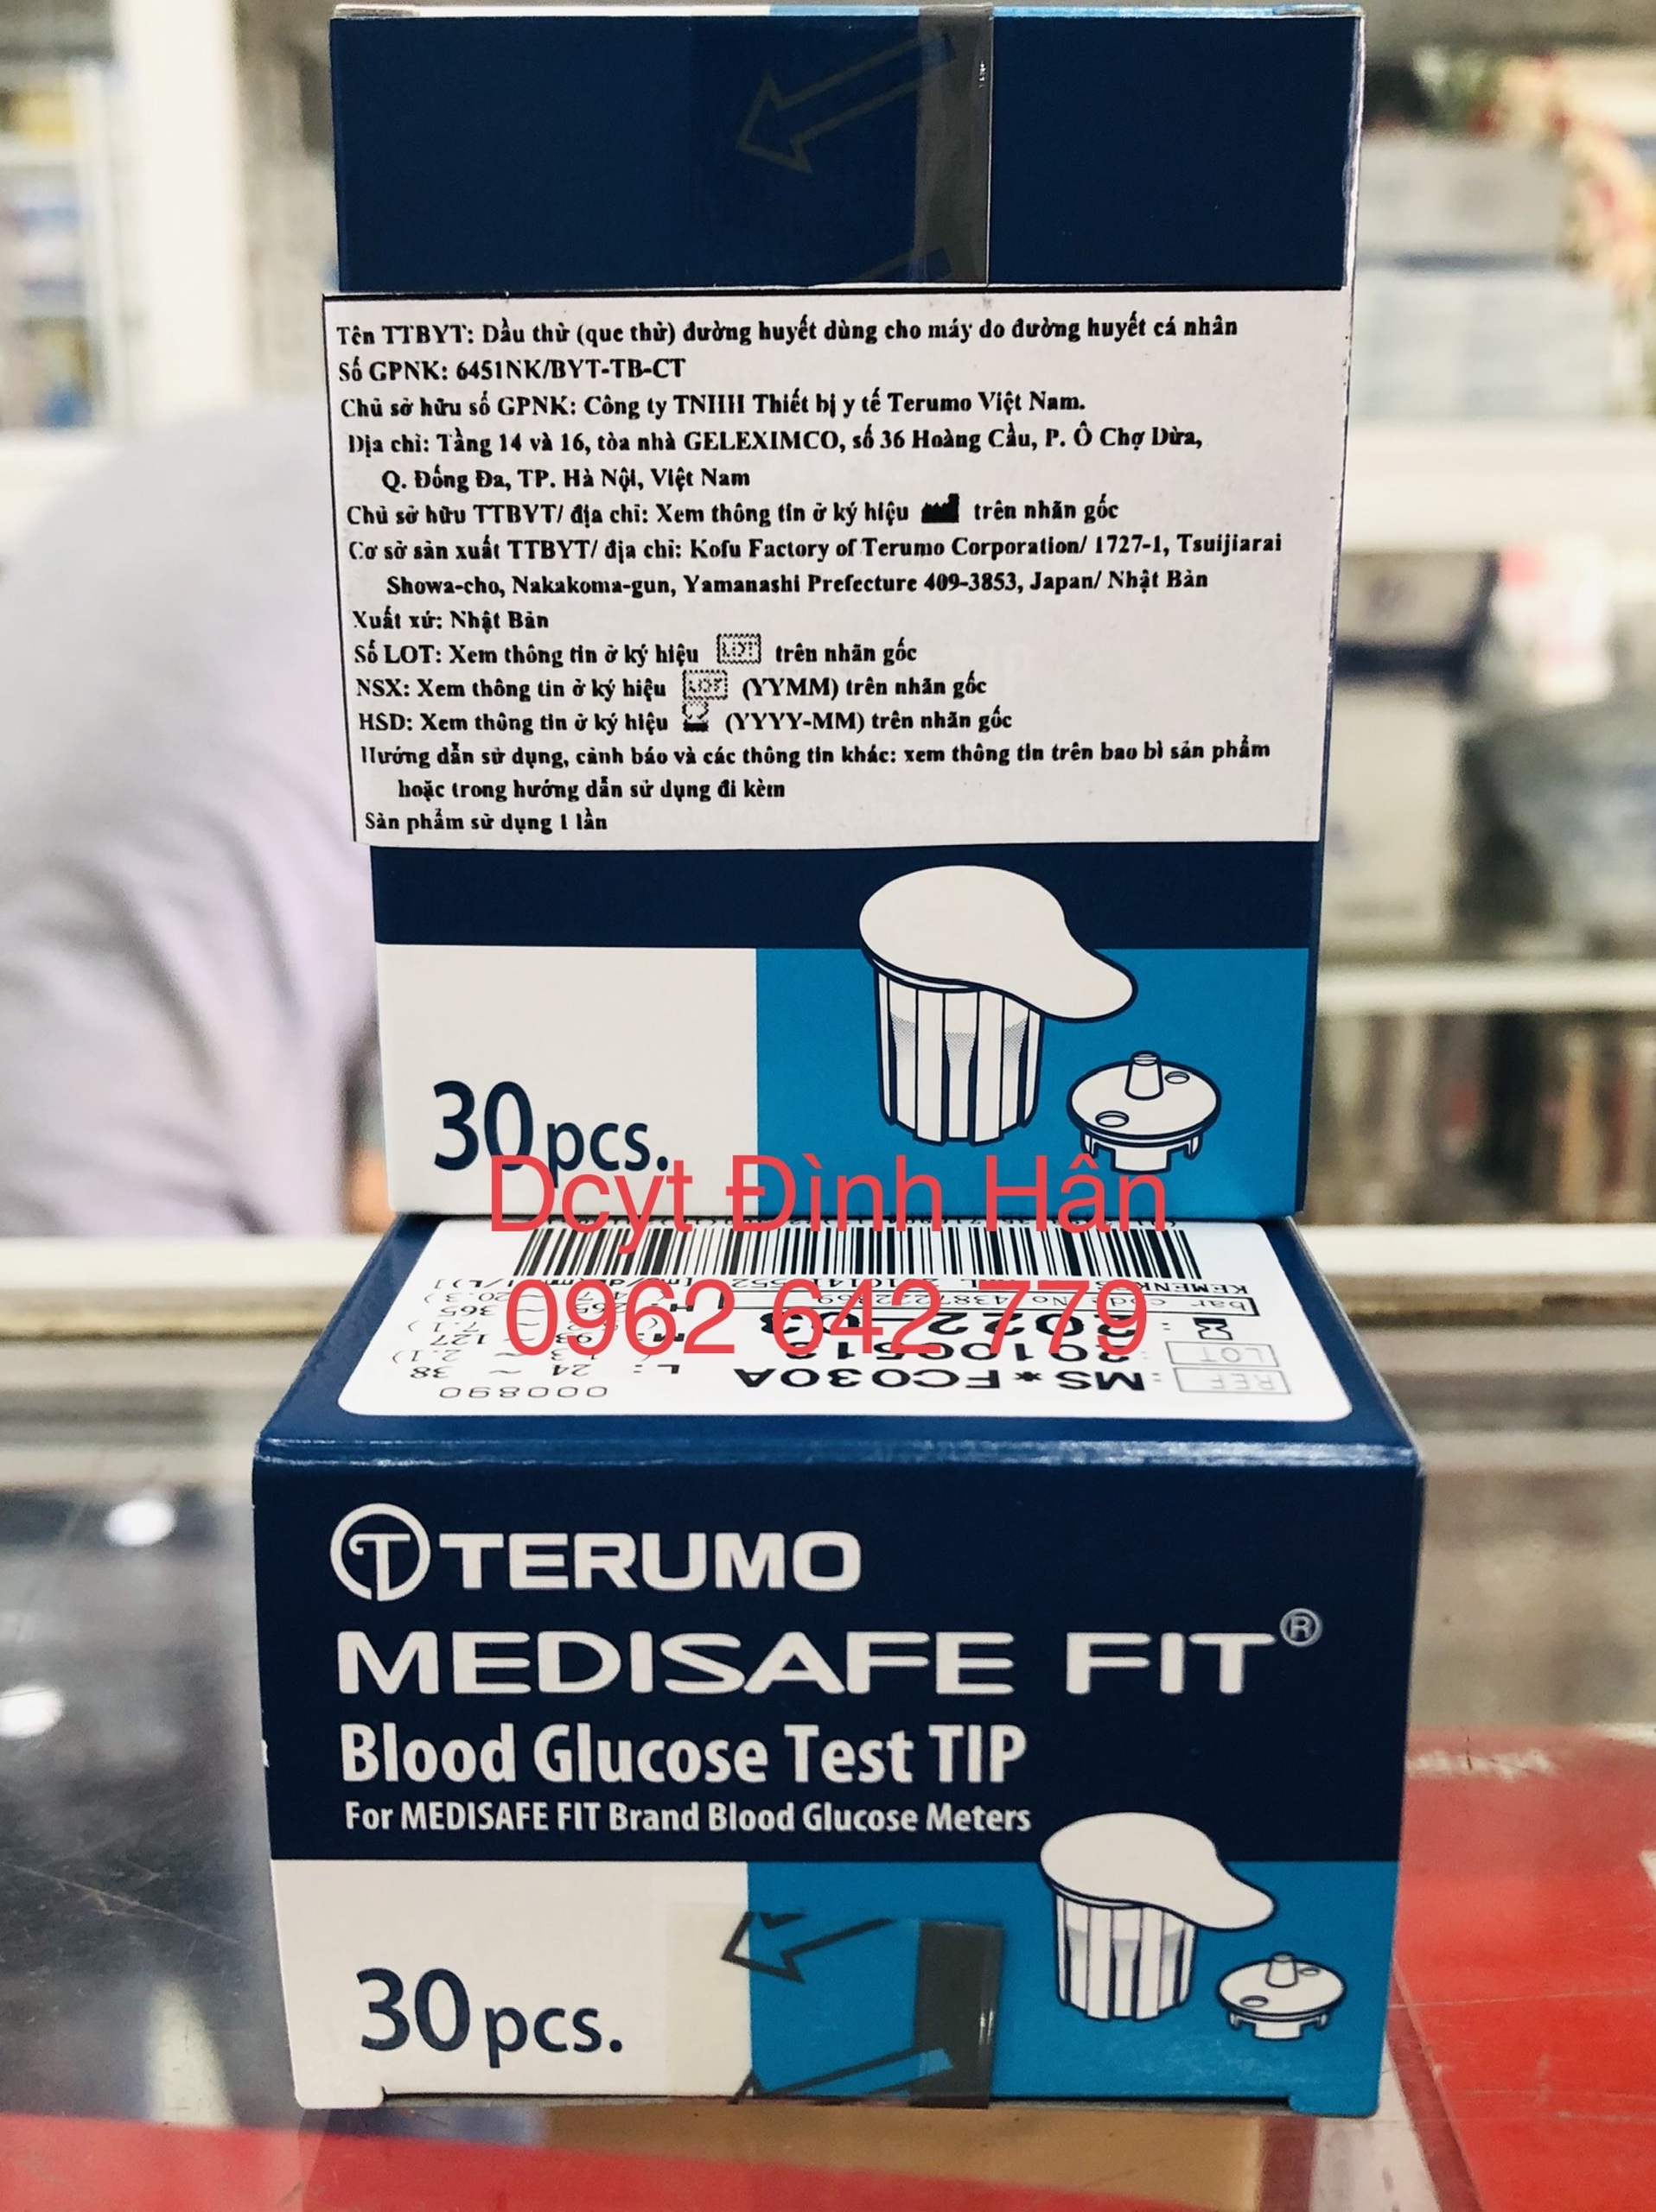 Tên TTBYT: Đầu thử (que thử) đường huyết dùng cho máy đo đường huyết cá nhân
Số GPNK: 6451NK/BYT-TB-CT
Chủ sở hữu số GPNK: Công ty TNHH Thiết bị y tế Terumo Việt Nam.
Địa chỉ: Tầng 14 và 16, tòa nhà GELEXIMCO, số 36 Hoàng Cầu, P. Ô Chợ Dừa,
Q. Đống Đa, TP. Hà Nội, Việt Nam
Chủ sở hữu TTBYT/ địa chỉ: Xem thông tin ở ký hiệu trên nhãn gốc
Cơ sở sản xuất TTBYT/ địa chỉ: Kofu Factory of Terumo Corporation/ 1727-1, Tsuijiarai
Showa-cho, Nakakoma-gun, Yamanashi Prefecture 409-3853, Japan/ Nhật Bản
Xuất xứ: Nhật Bản
Số LOT: Xem thông tin ở ký hiệu LOT trên nhãn gốc
NSX: Xem thông tin ở ký hiệu LOT (YYMM) trên nhãn gốc
HSD: Xem thông tin ở ký hiệu (YYYY-MM) trên nhãn gốc
Hướng dẫn sử dụng, cảnh báo và các thông tin khác: xem thông tin trên bao bì sản phẩm
hoặc trong hướng dẫn sử dụng đi kèm
Sản phẩm sử dụng 1 lần
30 pcs.
Dcyt Đình Hân
0962 642 779
REF : MS*FC030A
LOT
000890
L : 24 ~ 38
TERUMO
MEDISAFE FIT®
Blood Glucose Test TIP
For MEDISAFE FIT Brand Blood Glucose Meters
30 pcs.